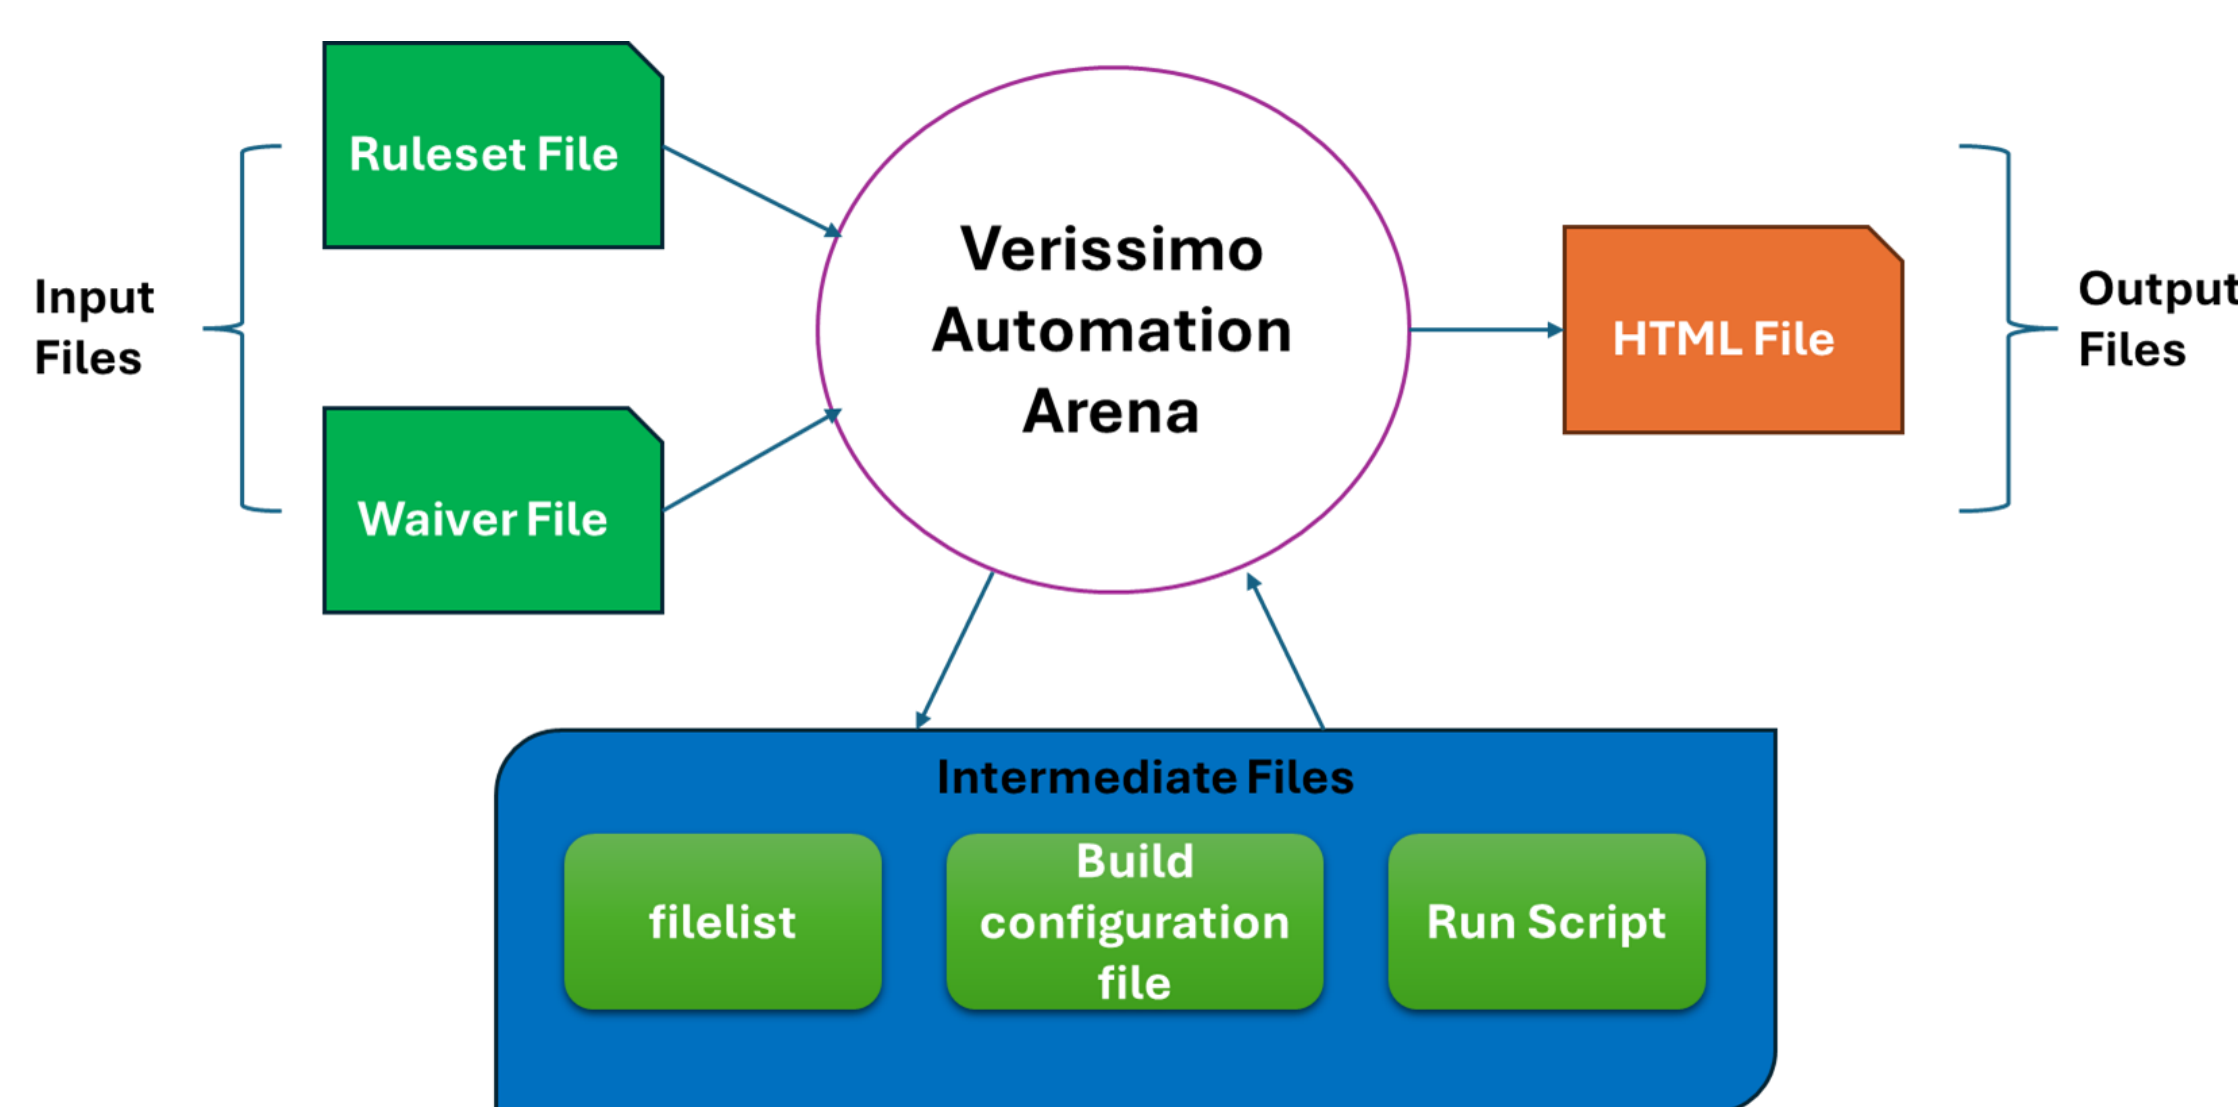 Input
Files
Ruleset File
Waiver File
Verissimo
Automation
Arena
HTML File
Output
Files
Intermediate Files
filelist
Build
configuration
file
Run Script